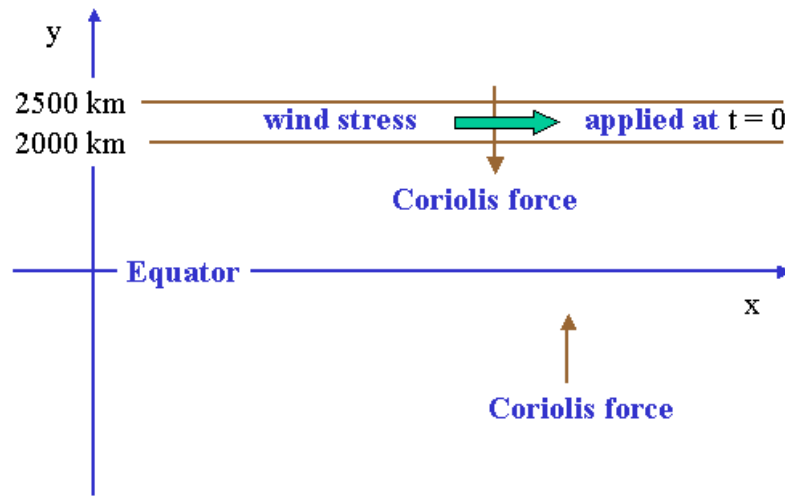 y
2500 km
wind stress applied at t = 0
2000 km
Coriolis force
Equator
x
Coriolis force